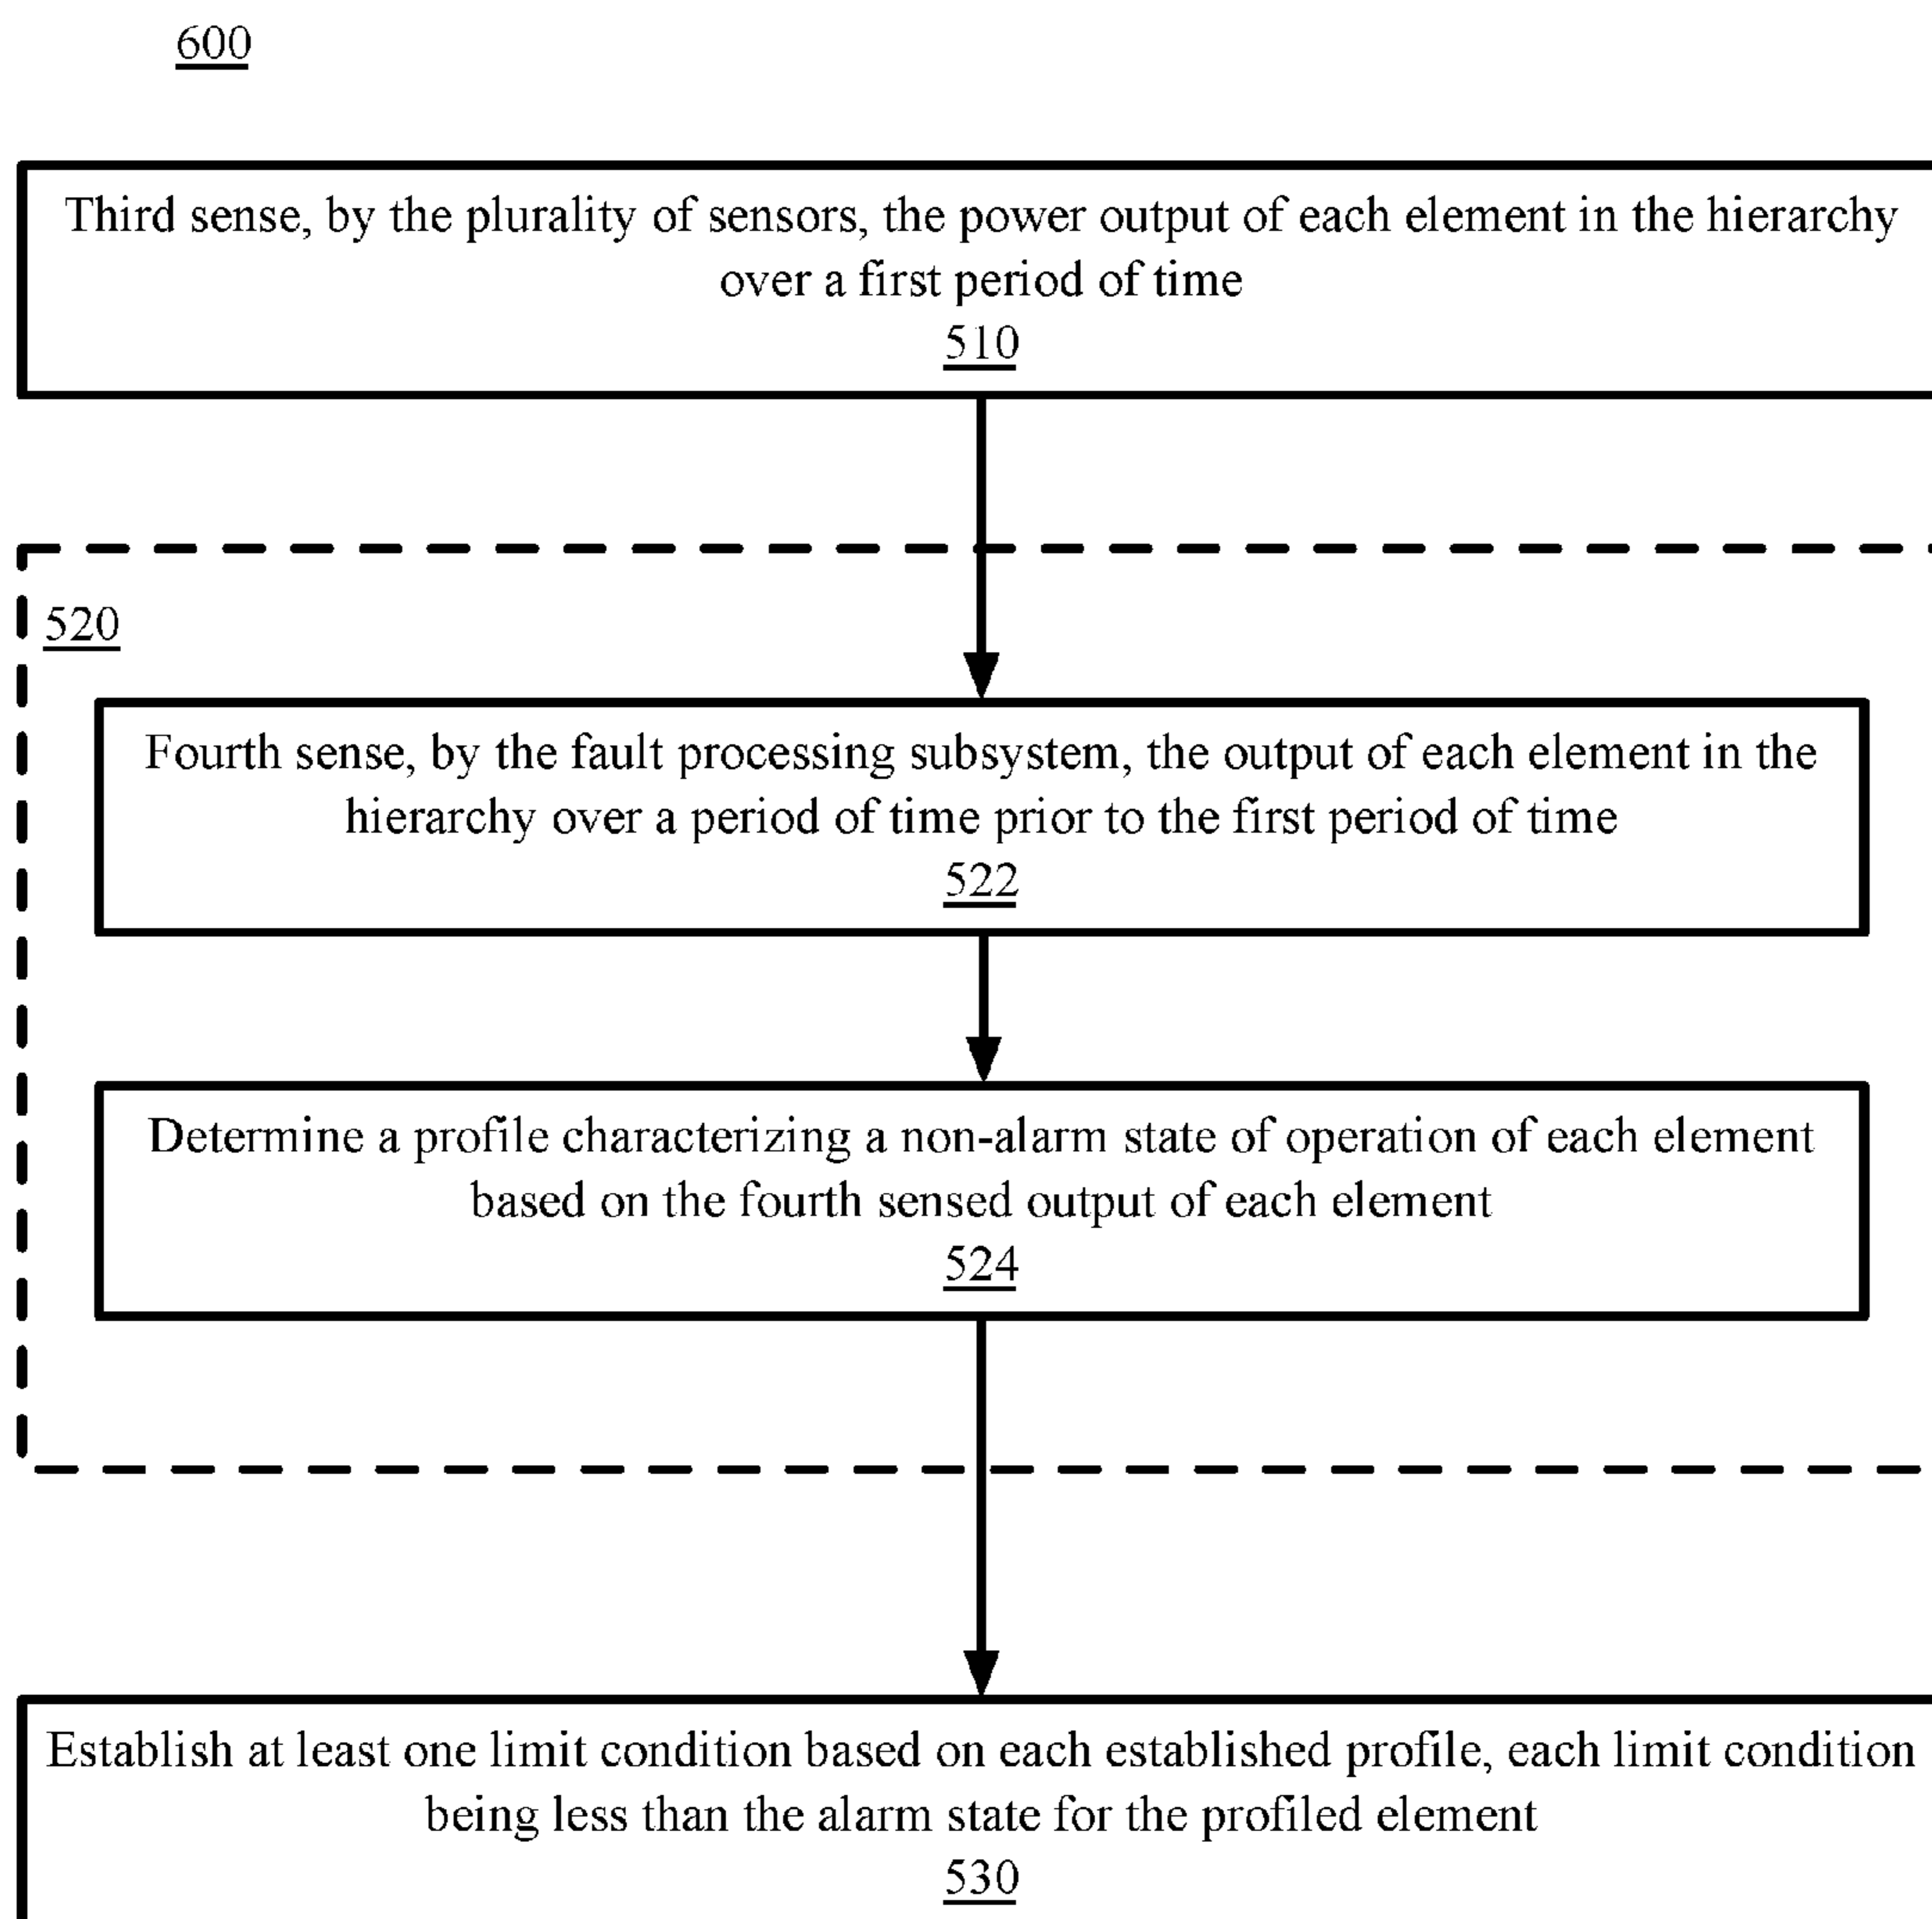 600
Third sense, by the plurality of sensors, the power output of each element in the hierarchy
over a first period of time
510
520
Fourth sense, by the fault processing subsystem, the output of each element in the
hierarchy over a period of time prior to the first period of time
522
Determine a profile characterizing a non-alarm state of operation of each element
based on the fourth sensed output of each element
524
Establish at least one limit condition based on each established profile, each limit condition
being less than the alarm state for the profiled element
530